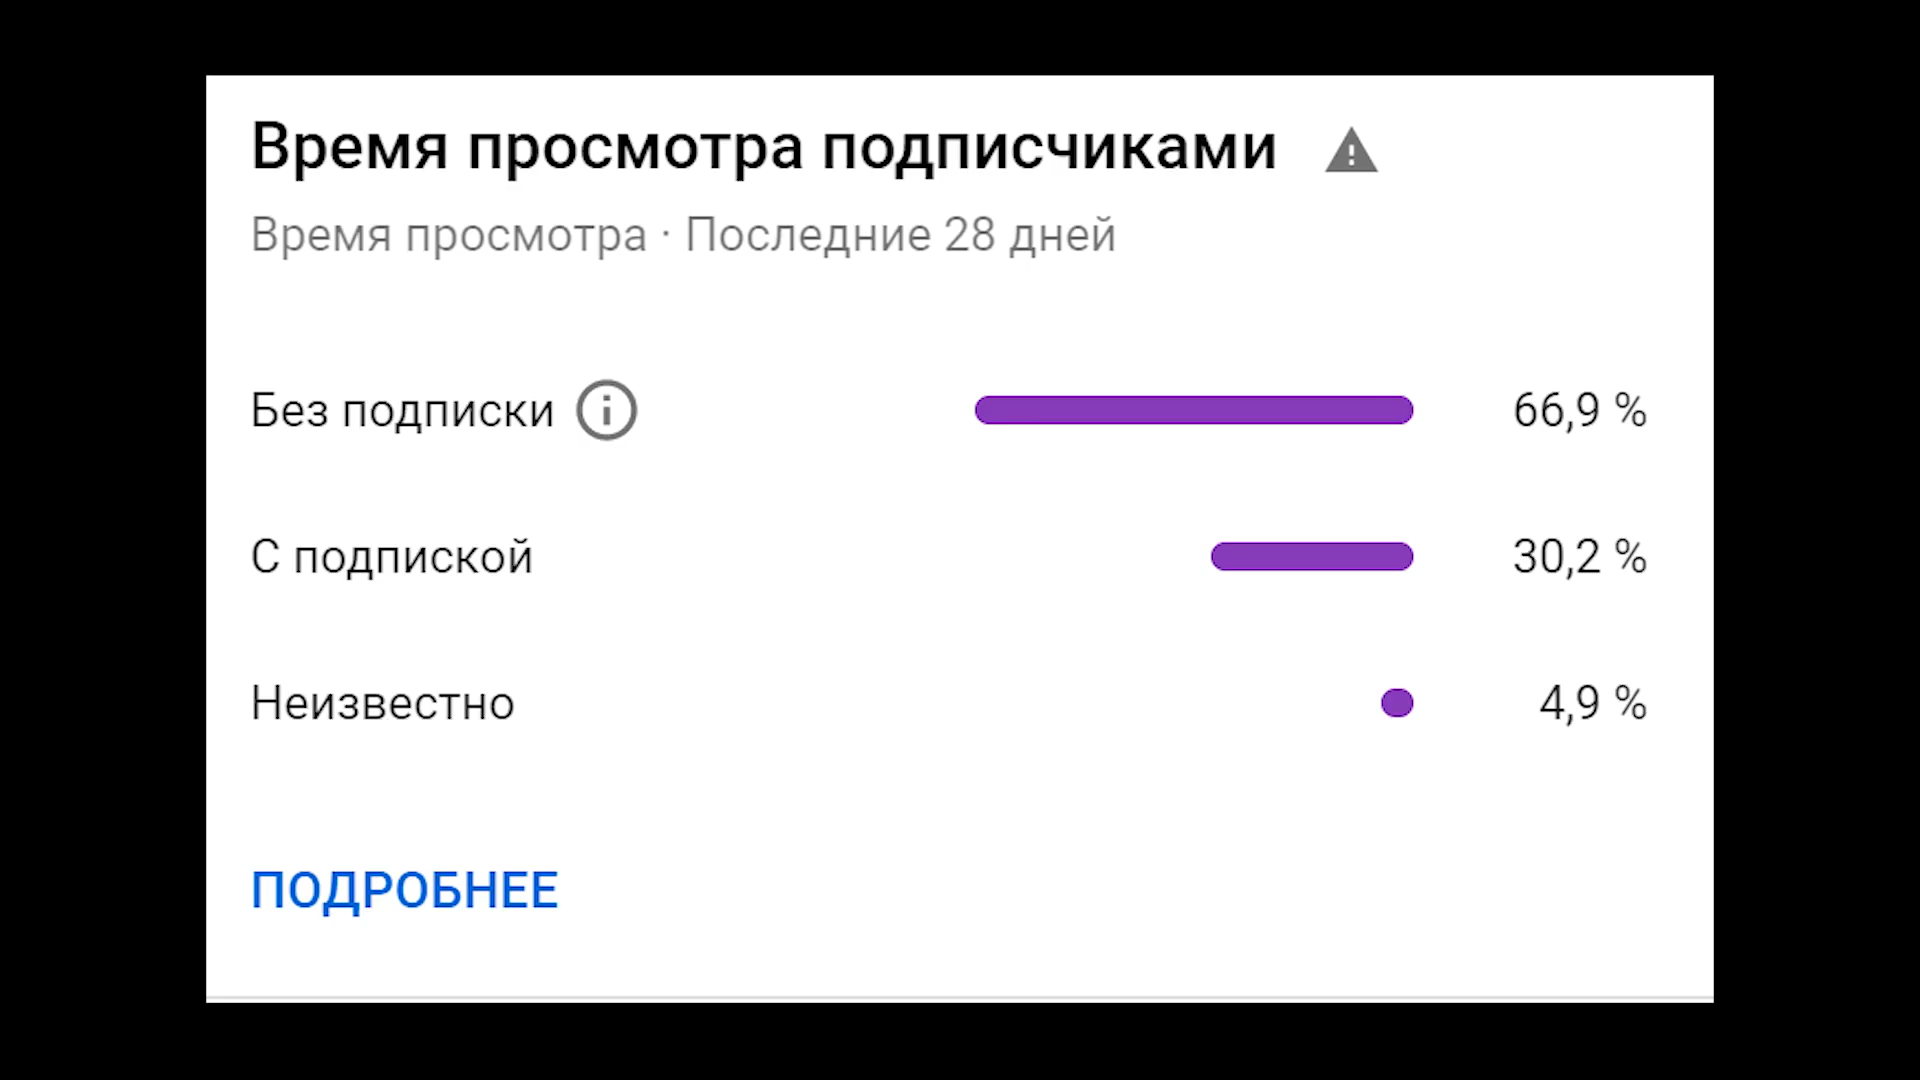 Время просмотра подписчиками
Время просмотра · Последние 28 дней
Без подписки 66,9 %
С подпиской 30,2 %
Неизвестно 4,9 %
ПОДРОБНЕЕ